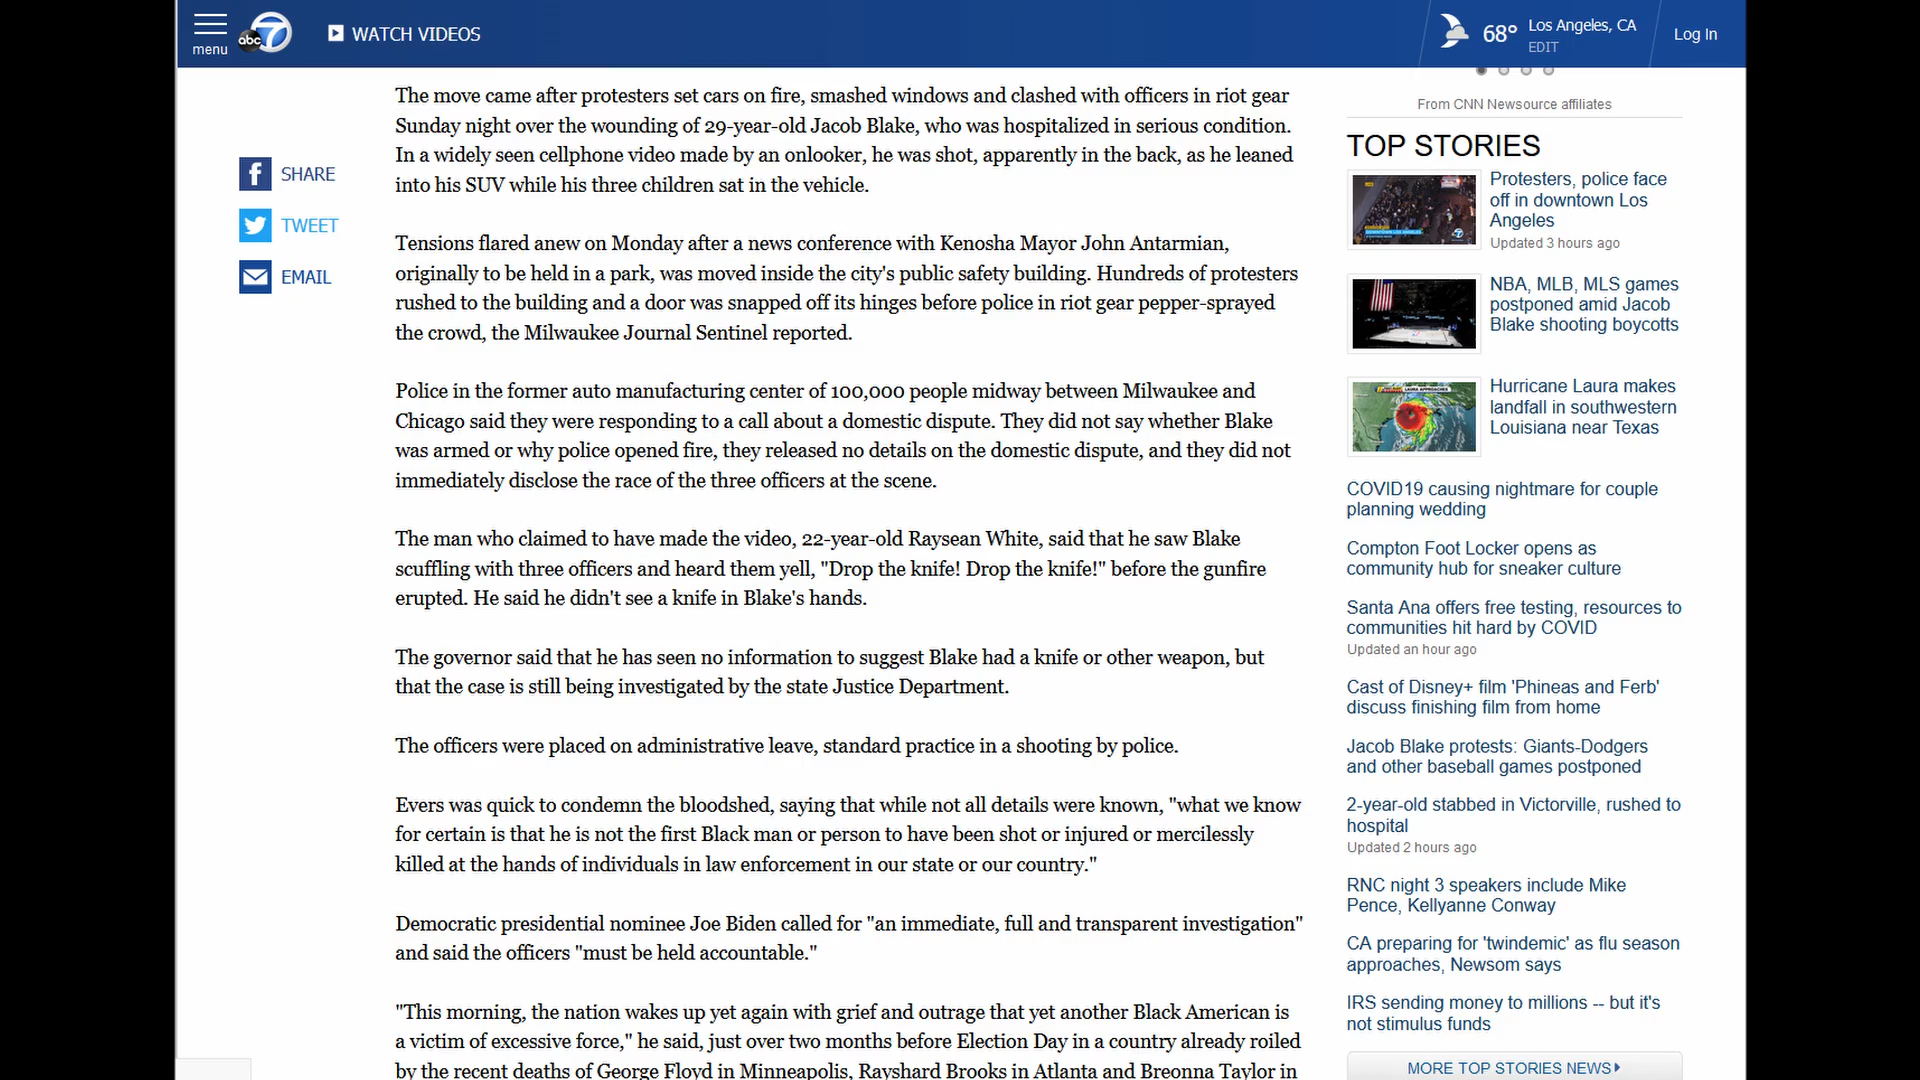 menu
abc 7
WATCH VIDEOS
68°
Los Angeles, CA
EDIT
Log In
SHARE
TWEET
EMAIL
The move came after protesters set cars on fire, smashed windows and clashed with officers in riot gear
Sunday night over the wounding of 29-year-old Jacob Blake, who was hospitalized in serious condition.
In a widely seen cellphone video made by an onlooker, he was shot, apparently in the back, as he leaned
into his SUV while his three children sat in the vehicle.
Tensions flared anew on Monday after a news conference with Kenosha Mayor John Antarmian,
originally to be held in a park, was moved inside the city's public safety building. Hundreds of protesters
rushed to the building and a door was snapped off its hinges before police in riot gear pepper-sprayed
the crowd, the Milwaukee Journal Sentinel reported.
Police in the former auto manufacturing center of 100,000 people midway between Milwaukee and
Chicago said they were responding to a call about a domestic dispute. They did not say whether Blake
was armed or why police opened fire, they released no details on the domestic dispute, and they did not
immediately disclose the race of the three officers at the scene.
The man who claimed to have made the video, 22-year-old Raysean White, said that he saw Blake
scuffling with three officers and heard them yell, "Drop the knife! Drop the knife!" before the gunfire
erupted. He said he didn't see a knife in Blake's hands.
The governor said that he has seen no information to suggest Blake had a knife or other weapon, but
that the case is still being investigated by the state Justice Department.
The officers were placed on administrative leave, standard practice in a shooting by police.
Evers was quick to condemn the bloodshed, saying that while not all details were known, "what we know
for certain is that he is not the first Black man or person to have been shot or injured or mercilessly
killed at the hands of individuals in law enforcement in our state or our country."
Democratic presidential nominee Joe Biden called for "an immediate, full and transparent investigation"
and said the officers "must be held accountable."
"This morning, the nation wakes up yet again with grief and outrage that yet another Black American is
a victim of excessive force," he said, just over two months before Election Day in a country already roiled
by the recent deaths of George Floyd in Minneapolis, Rayshard Brooks in Atlanta and Breonna Taylor in
From CNN Newsource affiliates
TOP STORIES
Protesters, police face
off in downtown Los
Angeles
Updated 3 hours ago
NBA, MLB, MLS games
postponed amid Jacob
Blake shooting boycotts
Hurricane Laura makes
landfall in southwestern
Louisiana near Texas
COVID19 causing nightmare for couple
planning wedding
Compton Foot Locker opens as
community hub for sneaker culture
Santa Ana offers free testing, resources to
communities hit hard by COVID
Updated an hour ago
Cast of Disney+ film 'Phineas and Ferb'
discuss finishing film from home
Jacob Blake protests: Giants-Dodgers
and other baseball games postponed
2-year-old stabbed in Victorville, rushed to
hospital
Updated 2 hours ago
RNC night 3 speakers include Mike
Pence, Kellyanne Conway
CA preparing for 'twindemic' as flu season
approaches, Newsom says
IRS sending money to millions -- but it's
not stimulus funds
MORE TOP STORIES NEWS